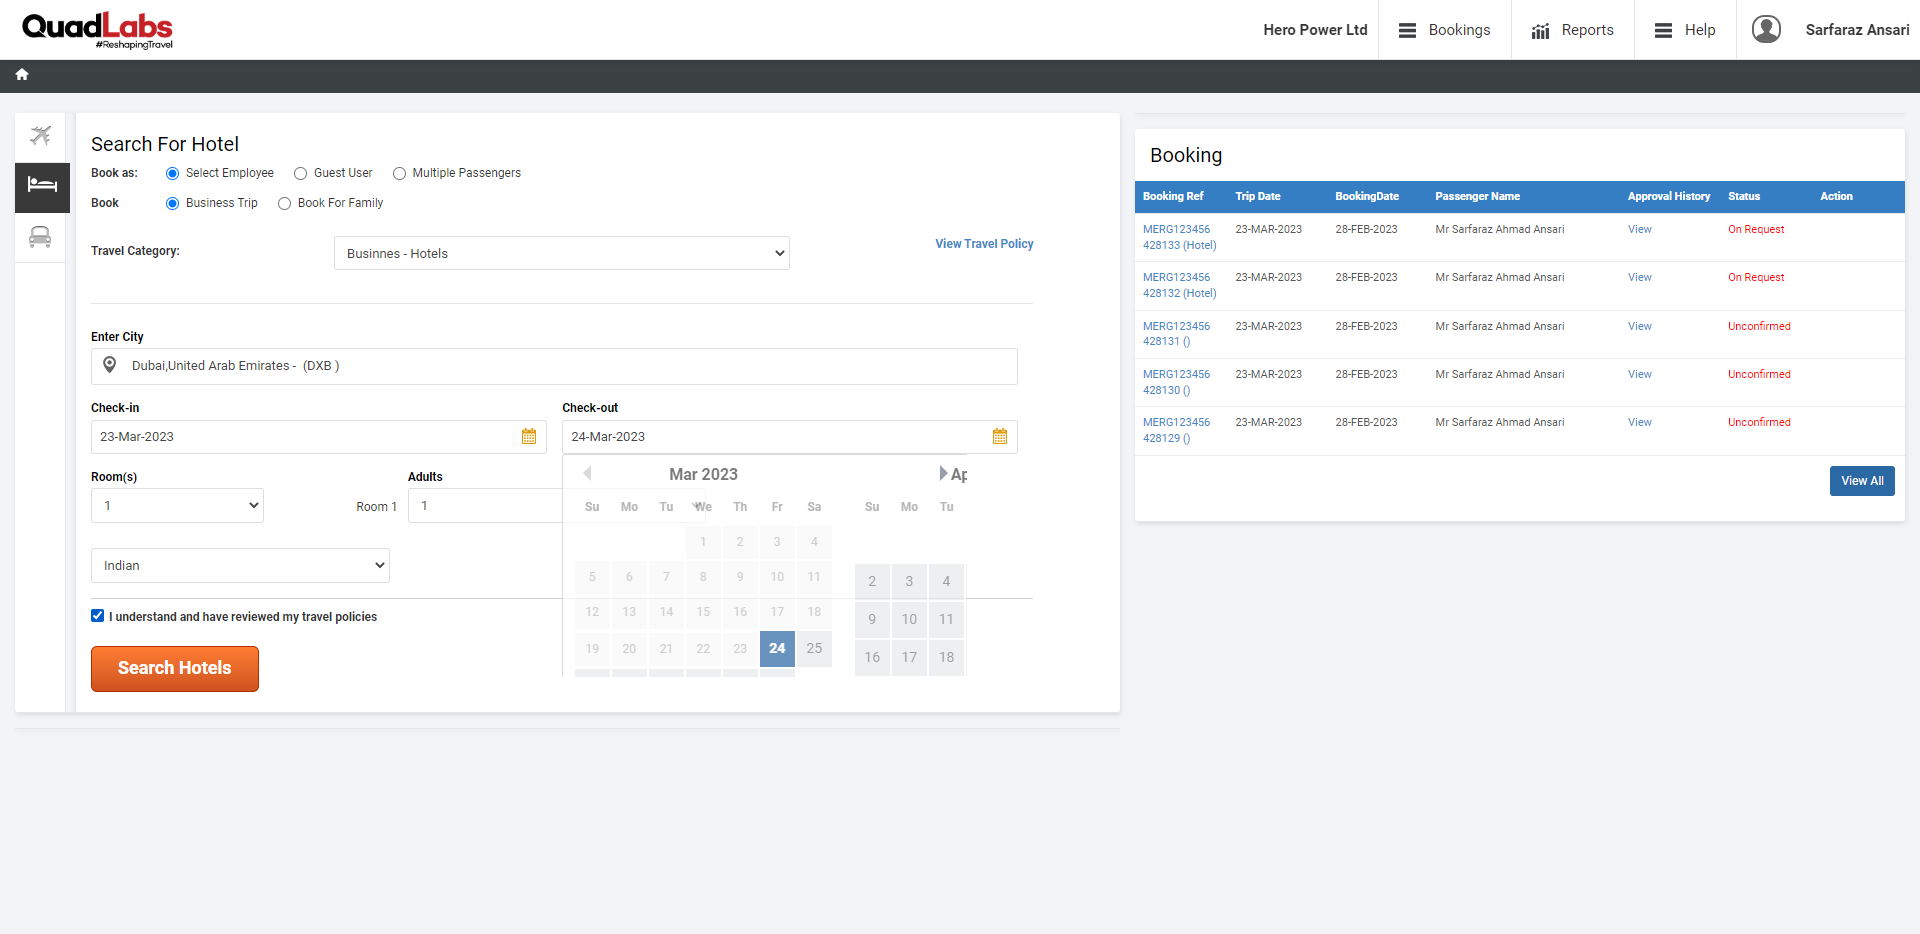 QuadLabs
#ReshapingTravel
Hero Power Ltd
Bookings
Reports
Help
Sarfaraz Ansari
Search For Hotel
Book as: Select Employee Guest User Multiple Passengers
Book Business Trip Book For Family
Travel Category: Businnes - Hotels View Travel Policy
Enter City
Dubai,United Arab Emirates - (DXB )
Check-in Check-out
23-Mar-2023 24-Mar-2023
Room(s) Adults
1 Room 1 1
Indian
I understand and have reviewed my travel policies
Search Hotels
Mar 2023 Ap
Su Mo Tu We Th Fr Sa Su Mo Tu
1 2 3 4
5 6 7 8 9 10 11 2 3 4
12 13 14 15 16 17 18 9 10 11
19 20 21 22 23 24 25 16 17 18
Booking
Booking Ref Trip Date BookingDate Passenger Name Approval History Status Action
MERG123456 23-MAR-2023 28-FEB-2023 Mr Sarfaraz Ahmad Ansari View On Request
428133 (Hotel)
MERG123456 23-MAR-2023 28-FEB-2023 Mr Sarfaraz Ahmad Ansari View On Request
428132 (Hotel)
MERG123456 23-MAR-2023 28-FEB-2023 Mr Sarfaraz Ahmad Ansari View Unconfirmed
428131 ()
MERG123456 23-MAR-2023 28-FEB-2023 Mr Sarfaraz Ahmad Ansari View Unconfirmed
428130 ()
MERG123456 23-MAR-2023 28-FEB-2023 Mr Sarfaraz Ahmad Ansari View Unconfirmed
428129 ()
View All